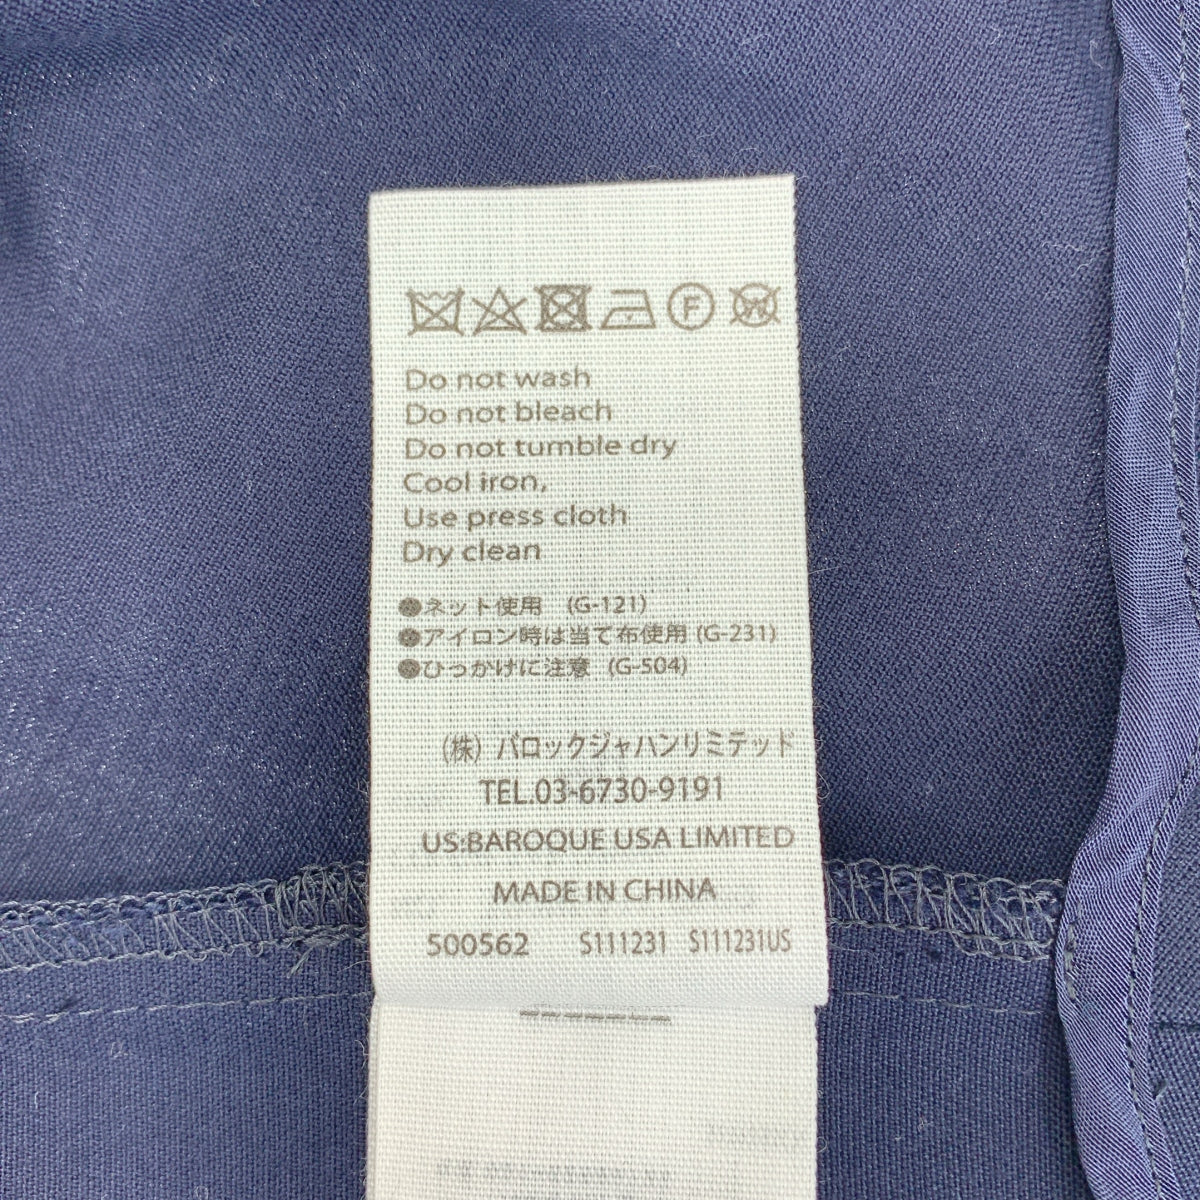 F W
Do not wash
Do not bleach
Do not tumble dry
Cool iron,
Use press cloth
Dry clean
●ネット使用 (G-121)
●アイロン時は当て布使用 (G-231)
●ひっかけに注意 (G-504)
(株) バロックジャハンリミテッド
TEL.03-6730-9191
US:BAROQUE USA LIMITED
MADE IN CHINA
500562 S111231 S111231US